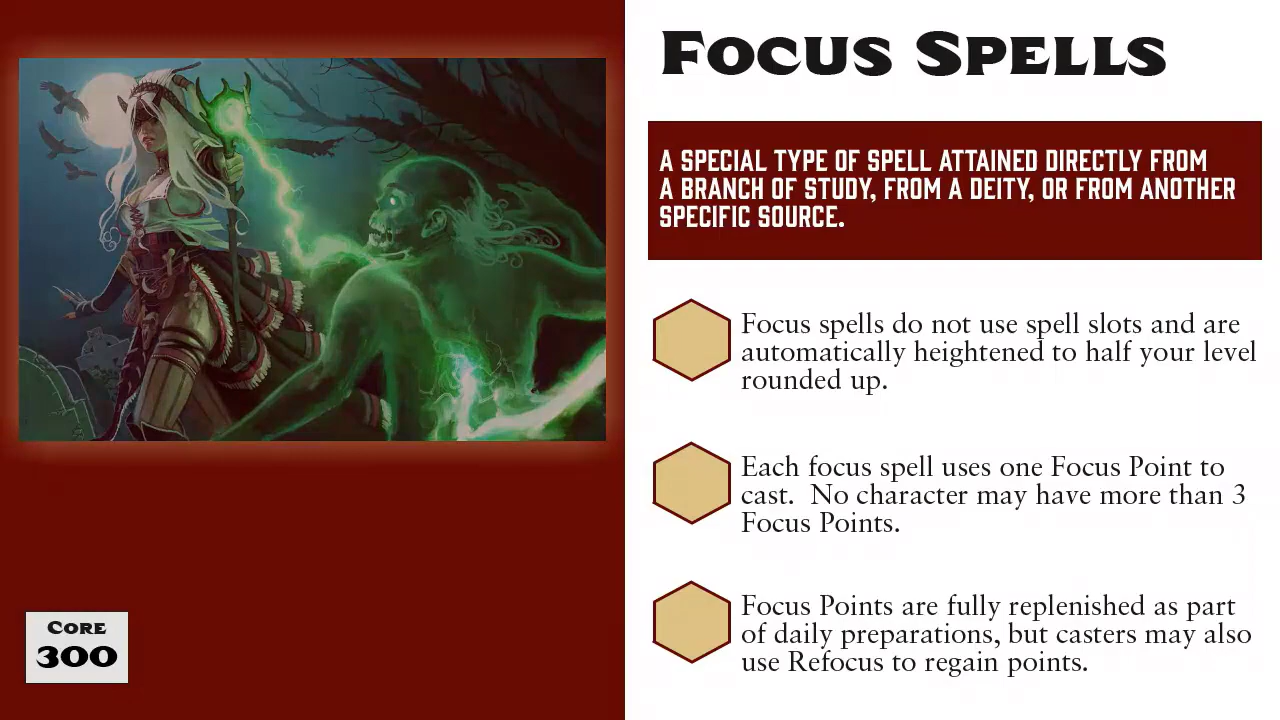 Focus Spells
A SPECIAL TYPE OF SPELL ATTAINED DIRECTLY FROM
A BRANCH OF STUDY, FROM A DEITY, OR FROM ANOTHER
SPECIFIC SOURCE.
Focus spells do not use spell slots and are
automatically heightened to half your level
rounded up.
Each focus spell uses one Focus Point to
cast.  No character may have more than 3
Focus Points.
Focus Points are fully replenished as part
of daily preparations, but casters may also
use Refocus to regain points.
Core
300